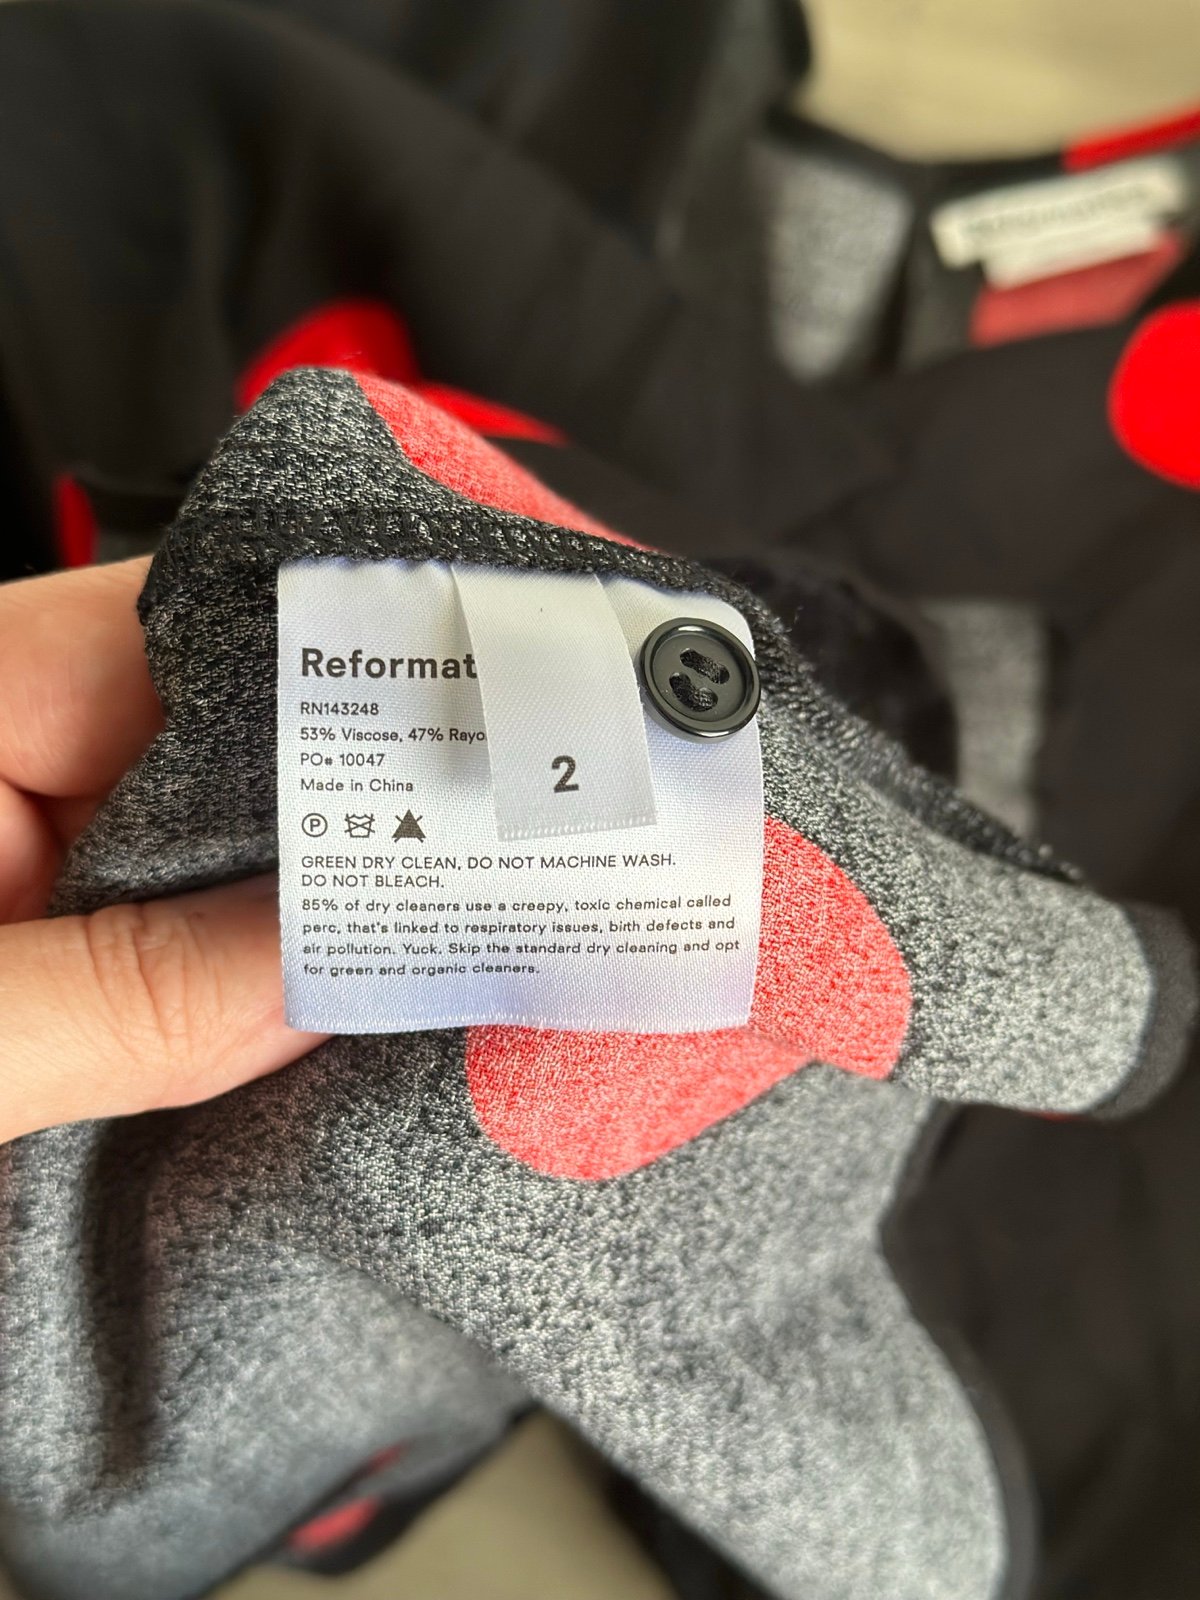 Reformat
RN143248
53% Viscose, 47% Rayo
PO# 10047
Made in China
2
P
GREEN DRY CLEAN, DO NOT MACHINE WASH.
DO NOT BLEACH.
85% of dry cleaners use a creepy, toxic chemical called
perc, that's linked to respiratory issues, birth defects and
air pollution. Yuck. Skip the standard dry cleaning and opt
for green and organic cleaners.